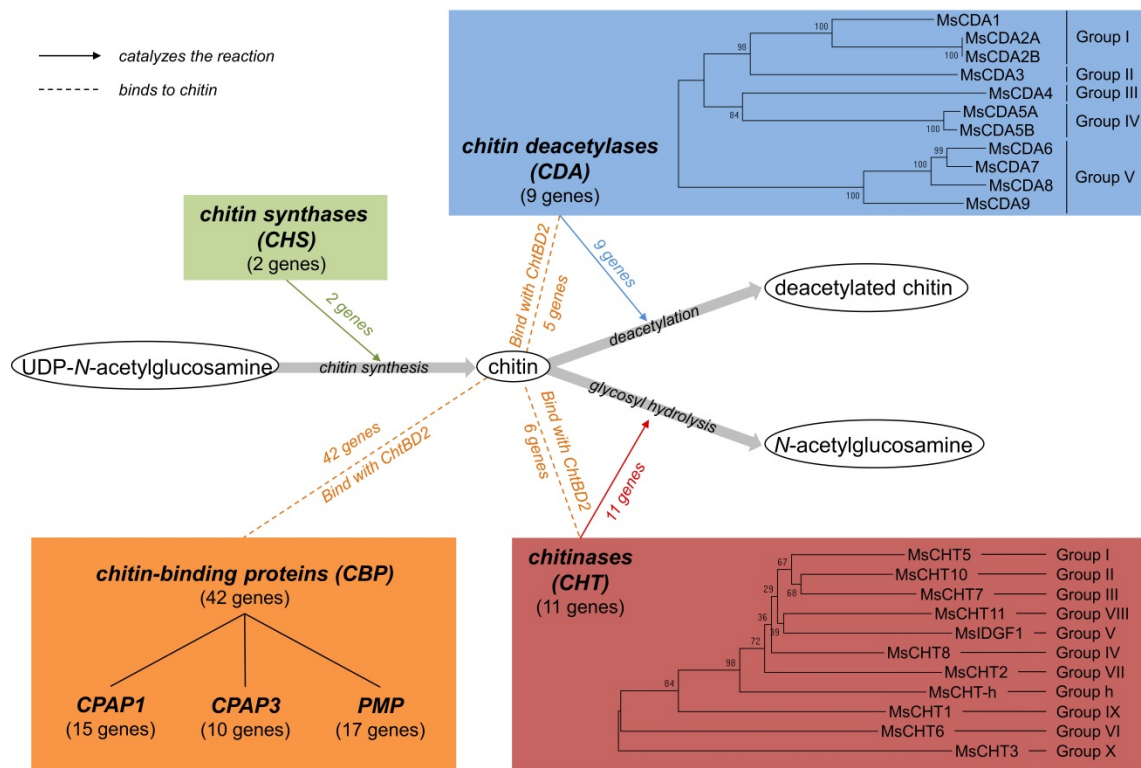 catalyzes the reaction
binds to chitin
chitin deacetylases
(CDA)
(9 genes)
MsCDA1
MsCDA2A
MsCDA2B
MsCDA3
MsCDA4
MsCDA5A
MsCDA5B
MsCDA6
MsCDA7
MsCDA8
MsCDA9
Group I
Group II
Group III
Group IV
Group V
100
100
98
84
100
99
100
100
chitin synthases
(CHS)
(2 genes)
2 genes
Bind with ChtBD2
5 genes
9 genes
deacetylation
deacetylated chitin
UDP-N-acetylglucosamine
chitin synthesis
chitin
glycosyl hydrolysis
N-acetylglucosamine
42 genes
Bind with ChtBD2
Bind with ChtBD2
6 genes
11 genes
chitin-binding proteins (CBP)
(42 genes)
CPAP1
(15 genes)
CPAP3
(10 genes)
PMP
(17 genes)
chitinases
(CHT)
(11 genes)
MsCHT5 Group I
MsCHT10 Group II
MsCHT7 Group III
MsCHT11 Group VIII
MsIDGF1 Group V
MsCHT8 Group IV
MsCHT2 Group VII
MsCHT-h Group h
MsCHT1 Group IX
MsCHT6 Group VI
MsCHT3 Group X
67
68
29
36
39
72
98
84